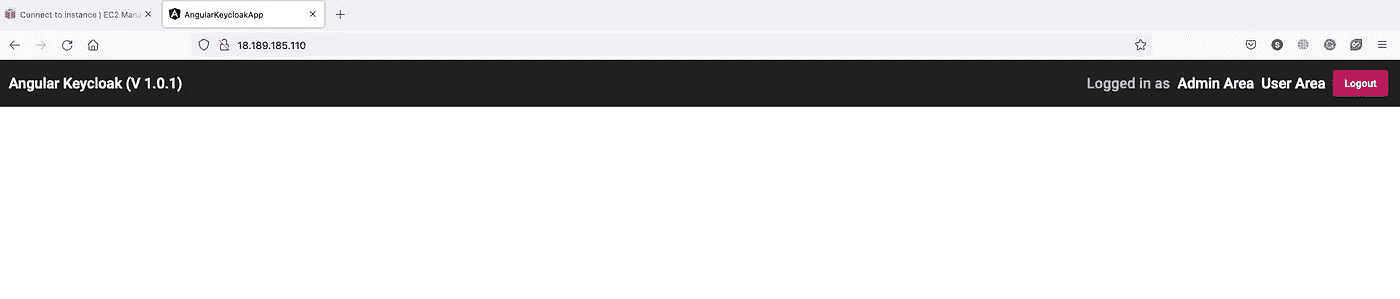 Connect to instance | EC2 Mana
AngularKeycloakApp
18.189.185.110
Angular Keycloak (V 1.0.1)
Logged in as Admin Area User Area Logout